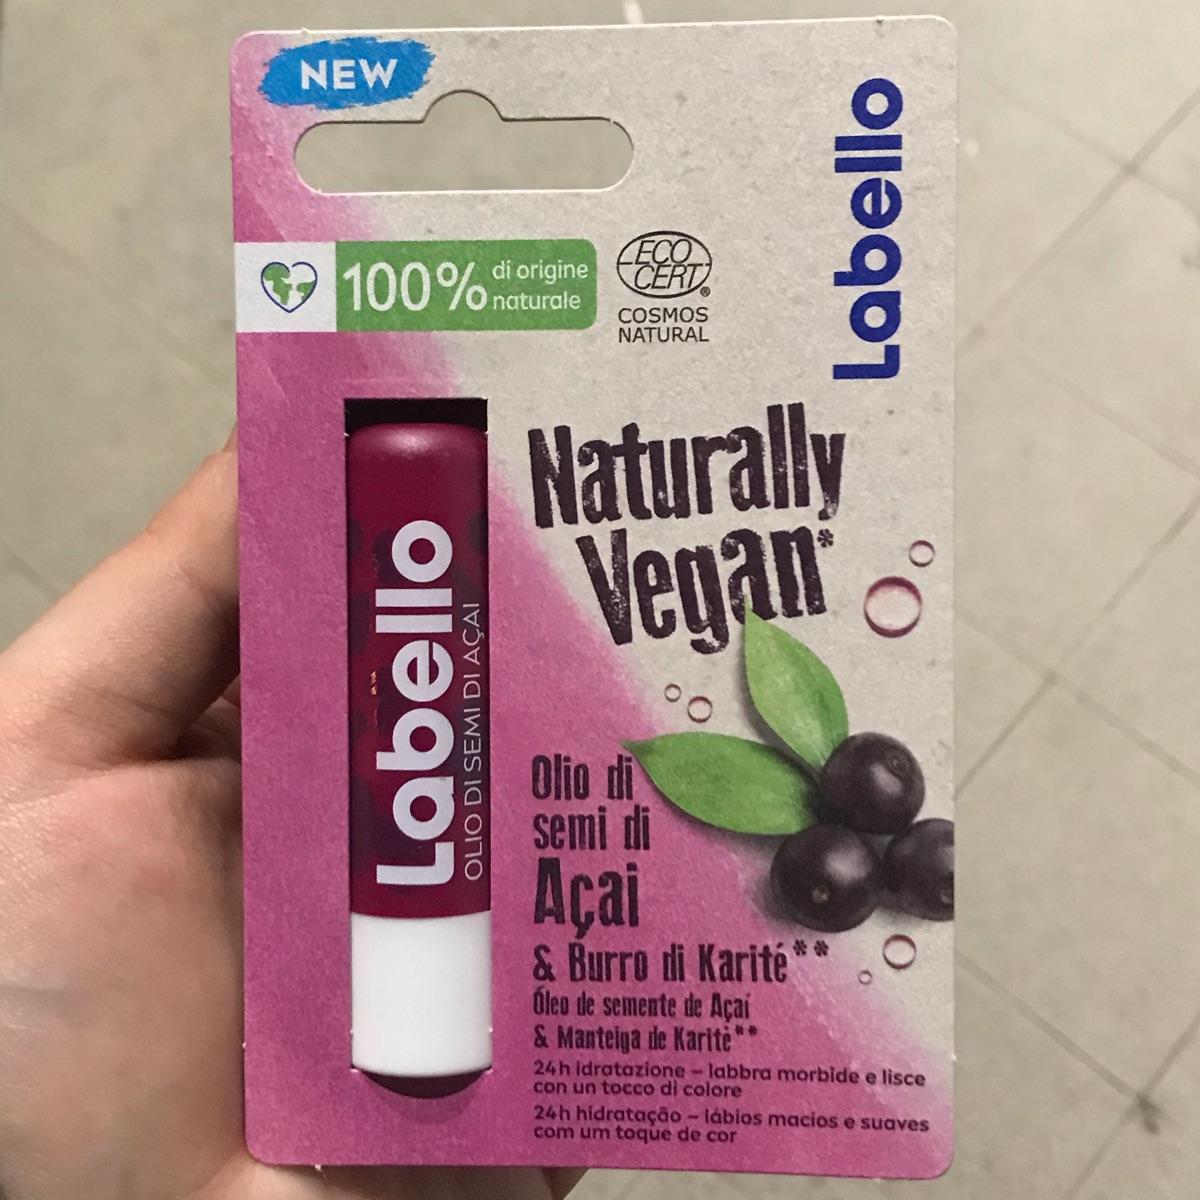 NEW
Labello
100% di origine
naturale
ECO
CERT®
COSMOS
NATURAL
Naturally
Vegan*
Labello
OLIO DI SEMI DI AÇAI
Olio di
semi di
Açai
& Burro di Karité**
Óleo de semente de Açaí
& Manteiga de Karité**
24h idratazione – labbra morbide e lisce
con un tocco di colore
24h hidratação – lábios macios e suaves
com um toque de cor